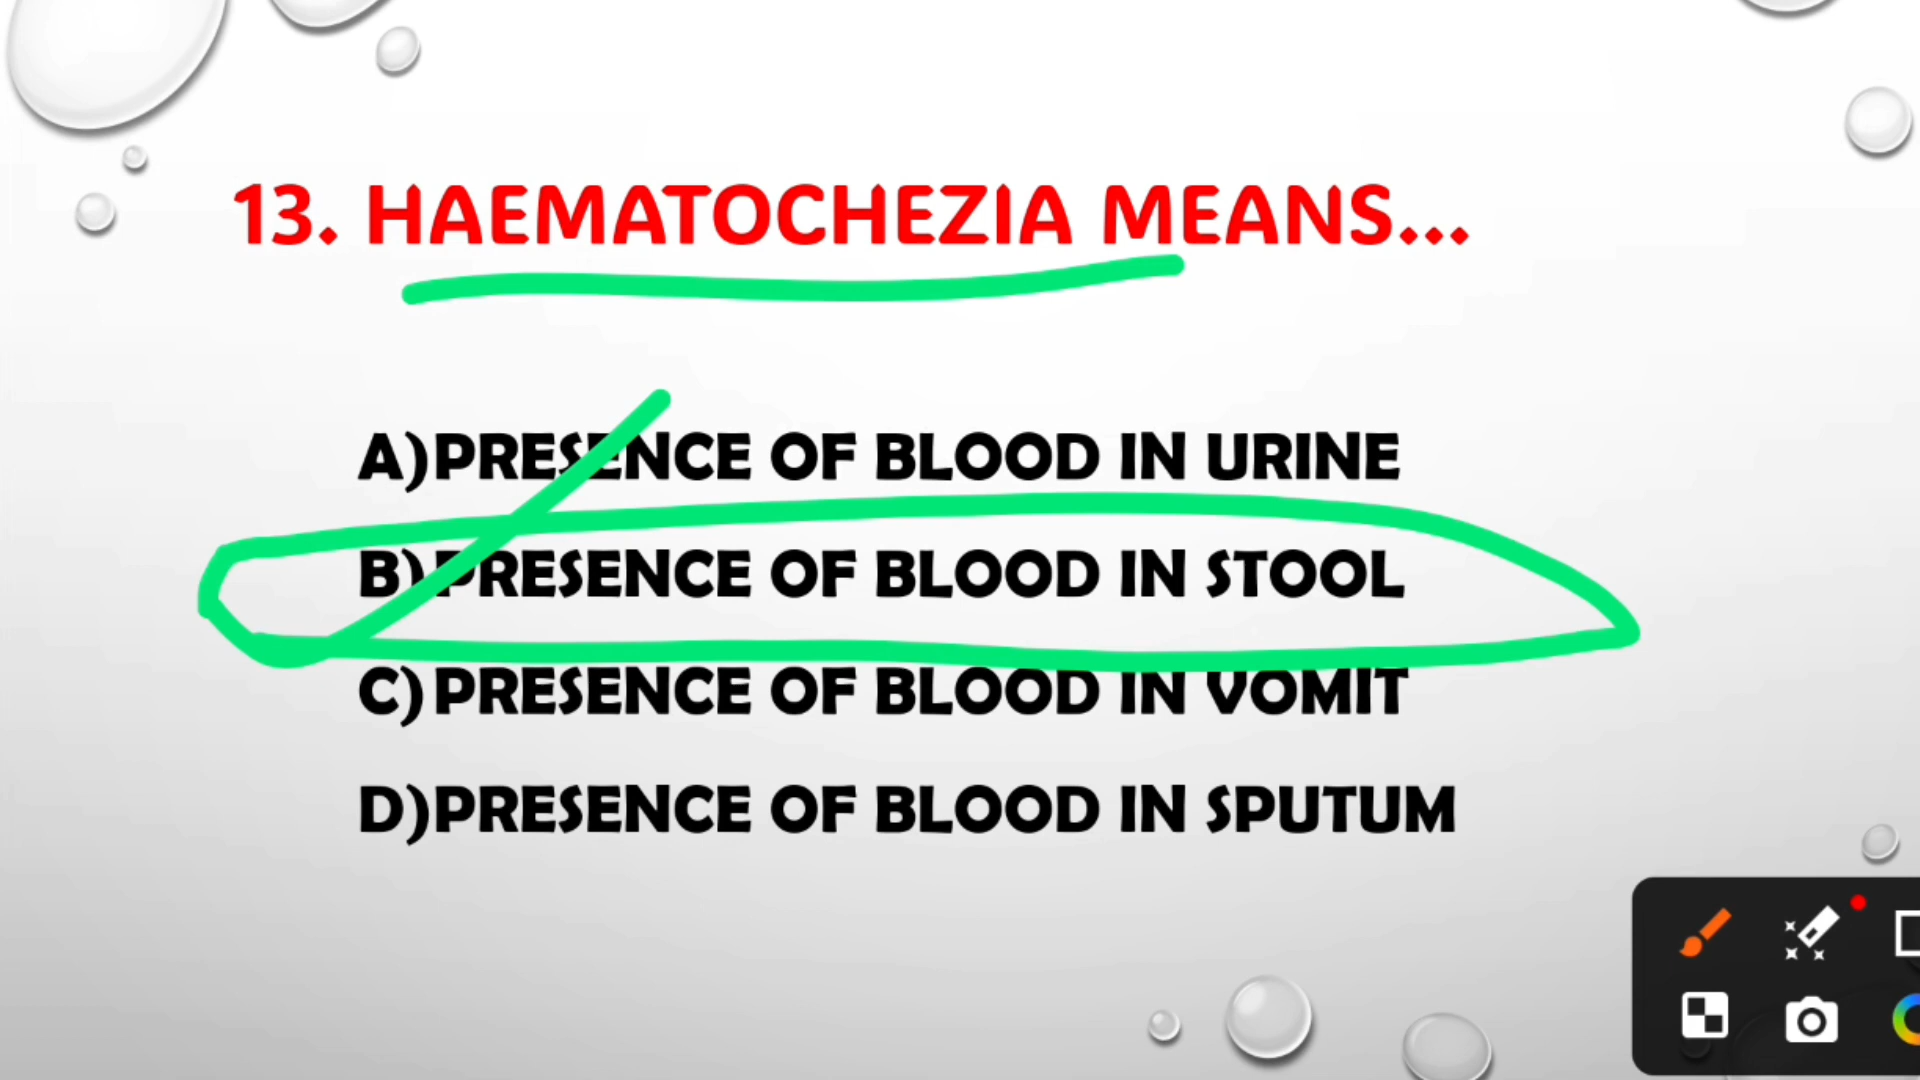 13. HAEMATOCHEZIA MEANS...
A)PRESENCE OF BLOOD IN URINE
B)PRESENCE OF BLOOD IN STOOL
C)PRESENCE OF BLOOD IN VOMIT
D)PRESENCE OF BLOOD IN SPUTUM